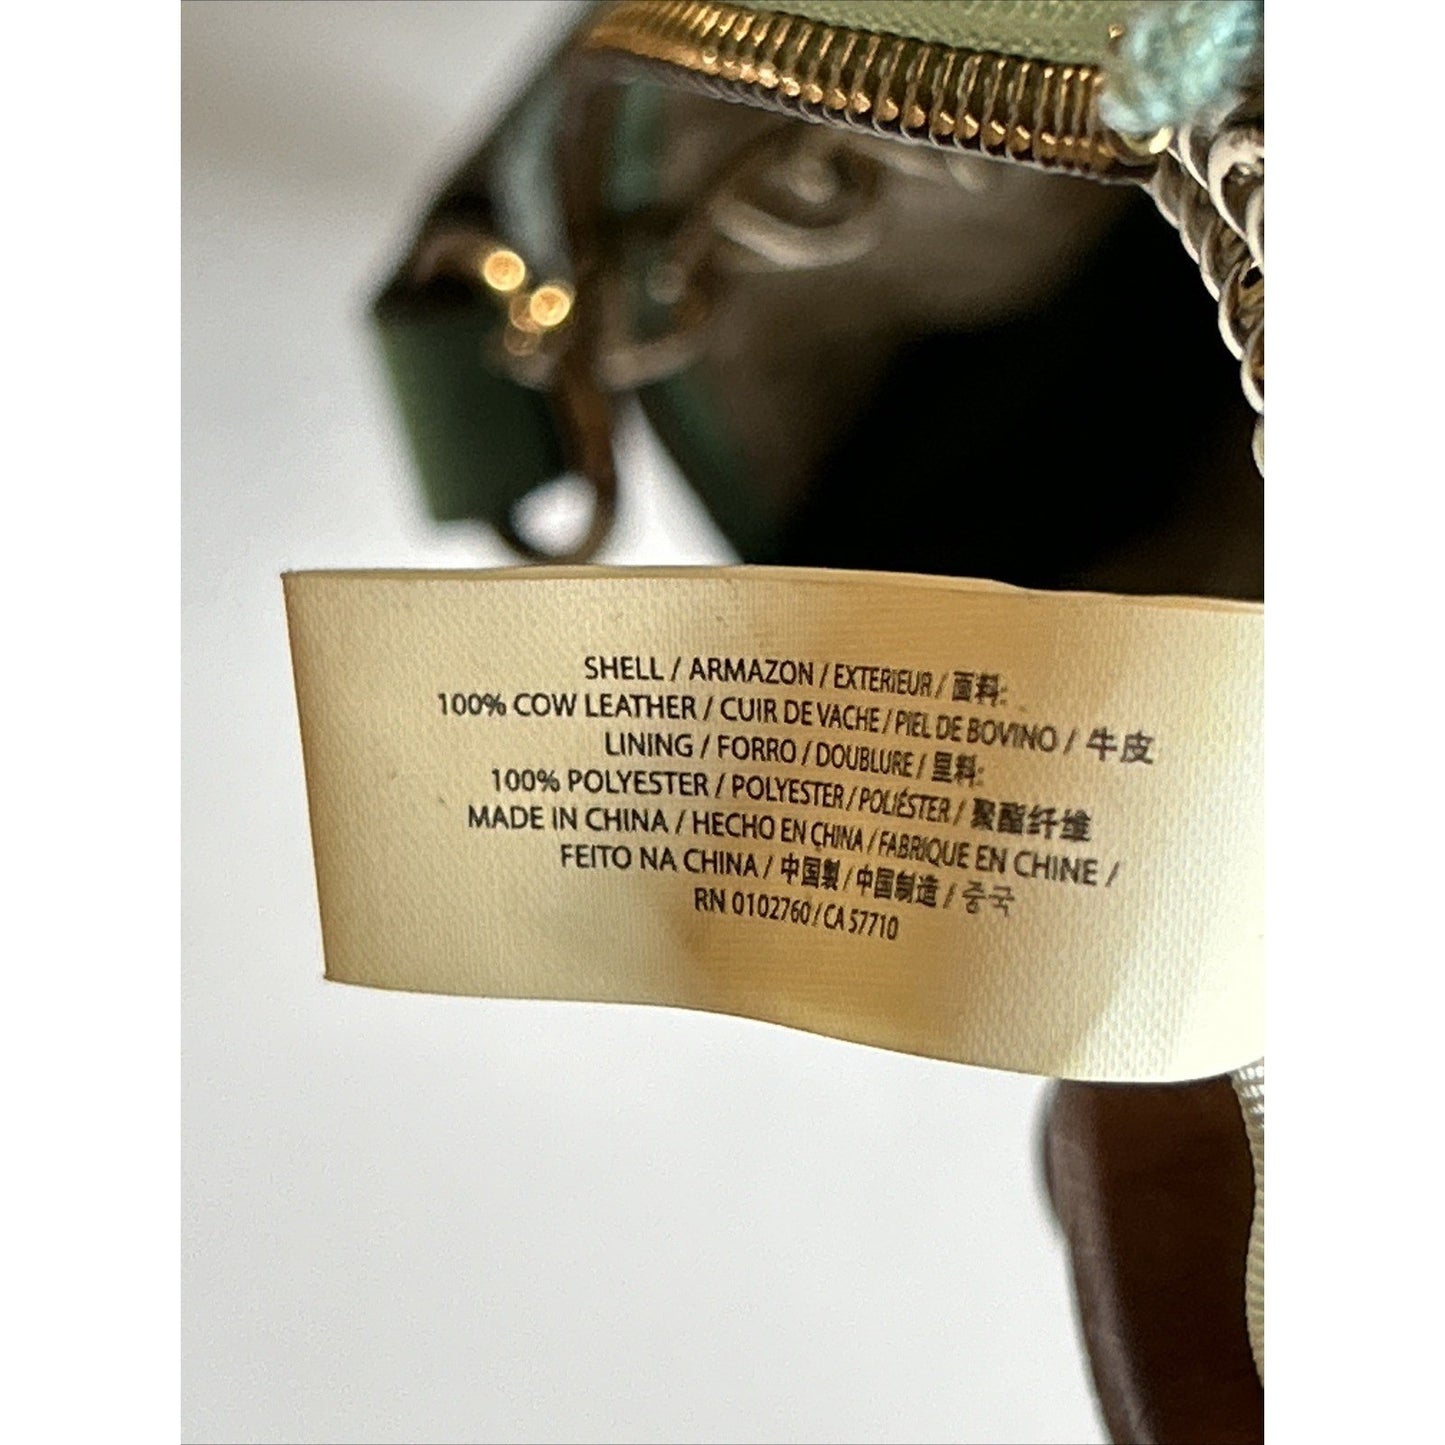 SHELL / ARMAZON / EXTERIEUR / 面料:
100% COW LEATHER / CUIR DE VACHE / PIEL DE BOVINO / 牛皮
LINING / FORRO / DOUBLURE / 里料:
100% POLYESTER / POLYESTER / POLIÉSTER / 聚酯纤维
MADE IN CHINA / HECHO EN CHINA / FABRIQUE EN CHINE /
FEITO NA CHINA / 中国製 / 中国制造 / 중국
RN 0102760 / CA 57710